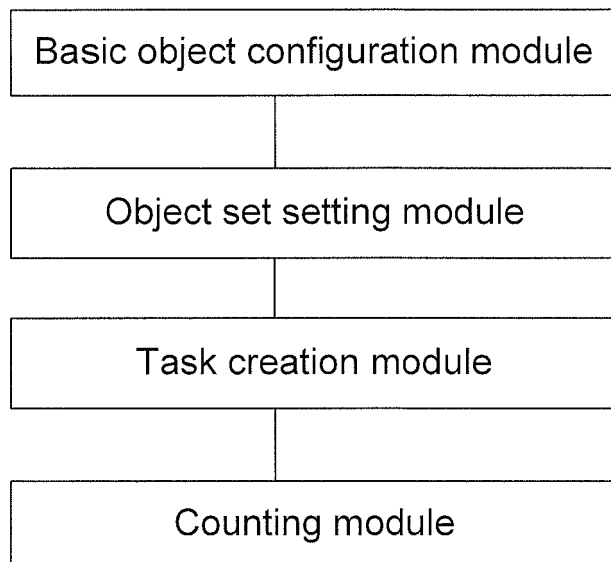 Basic object configuration module
Object set setting module
Task creation module
Counting module